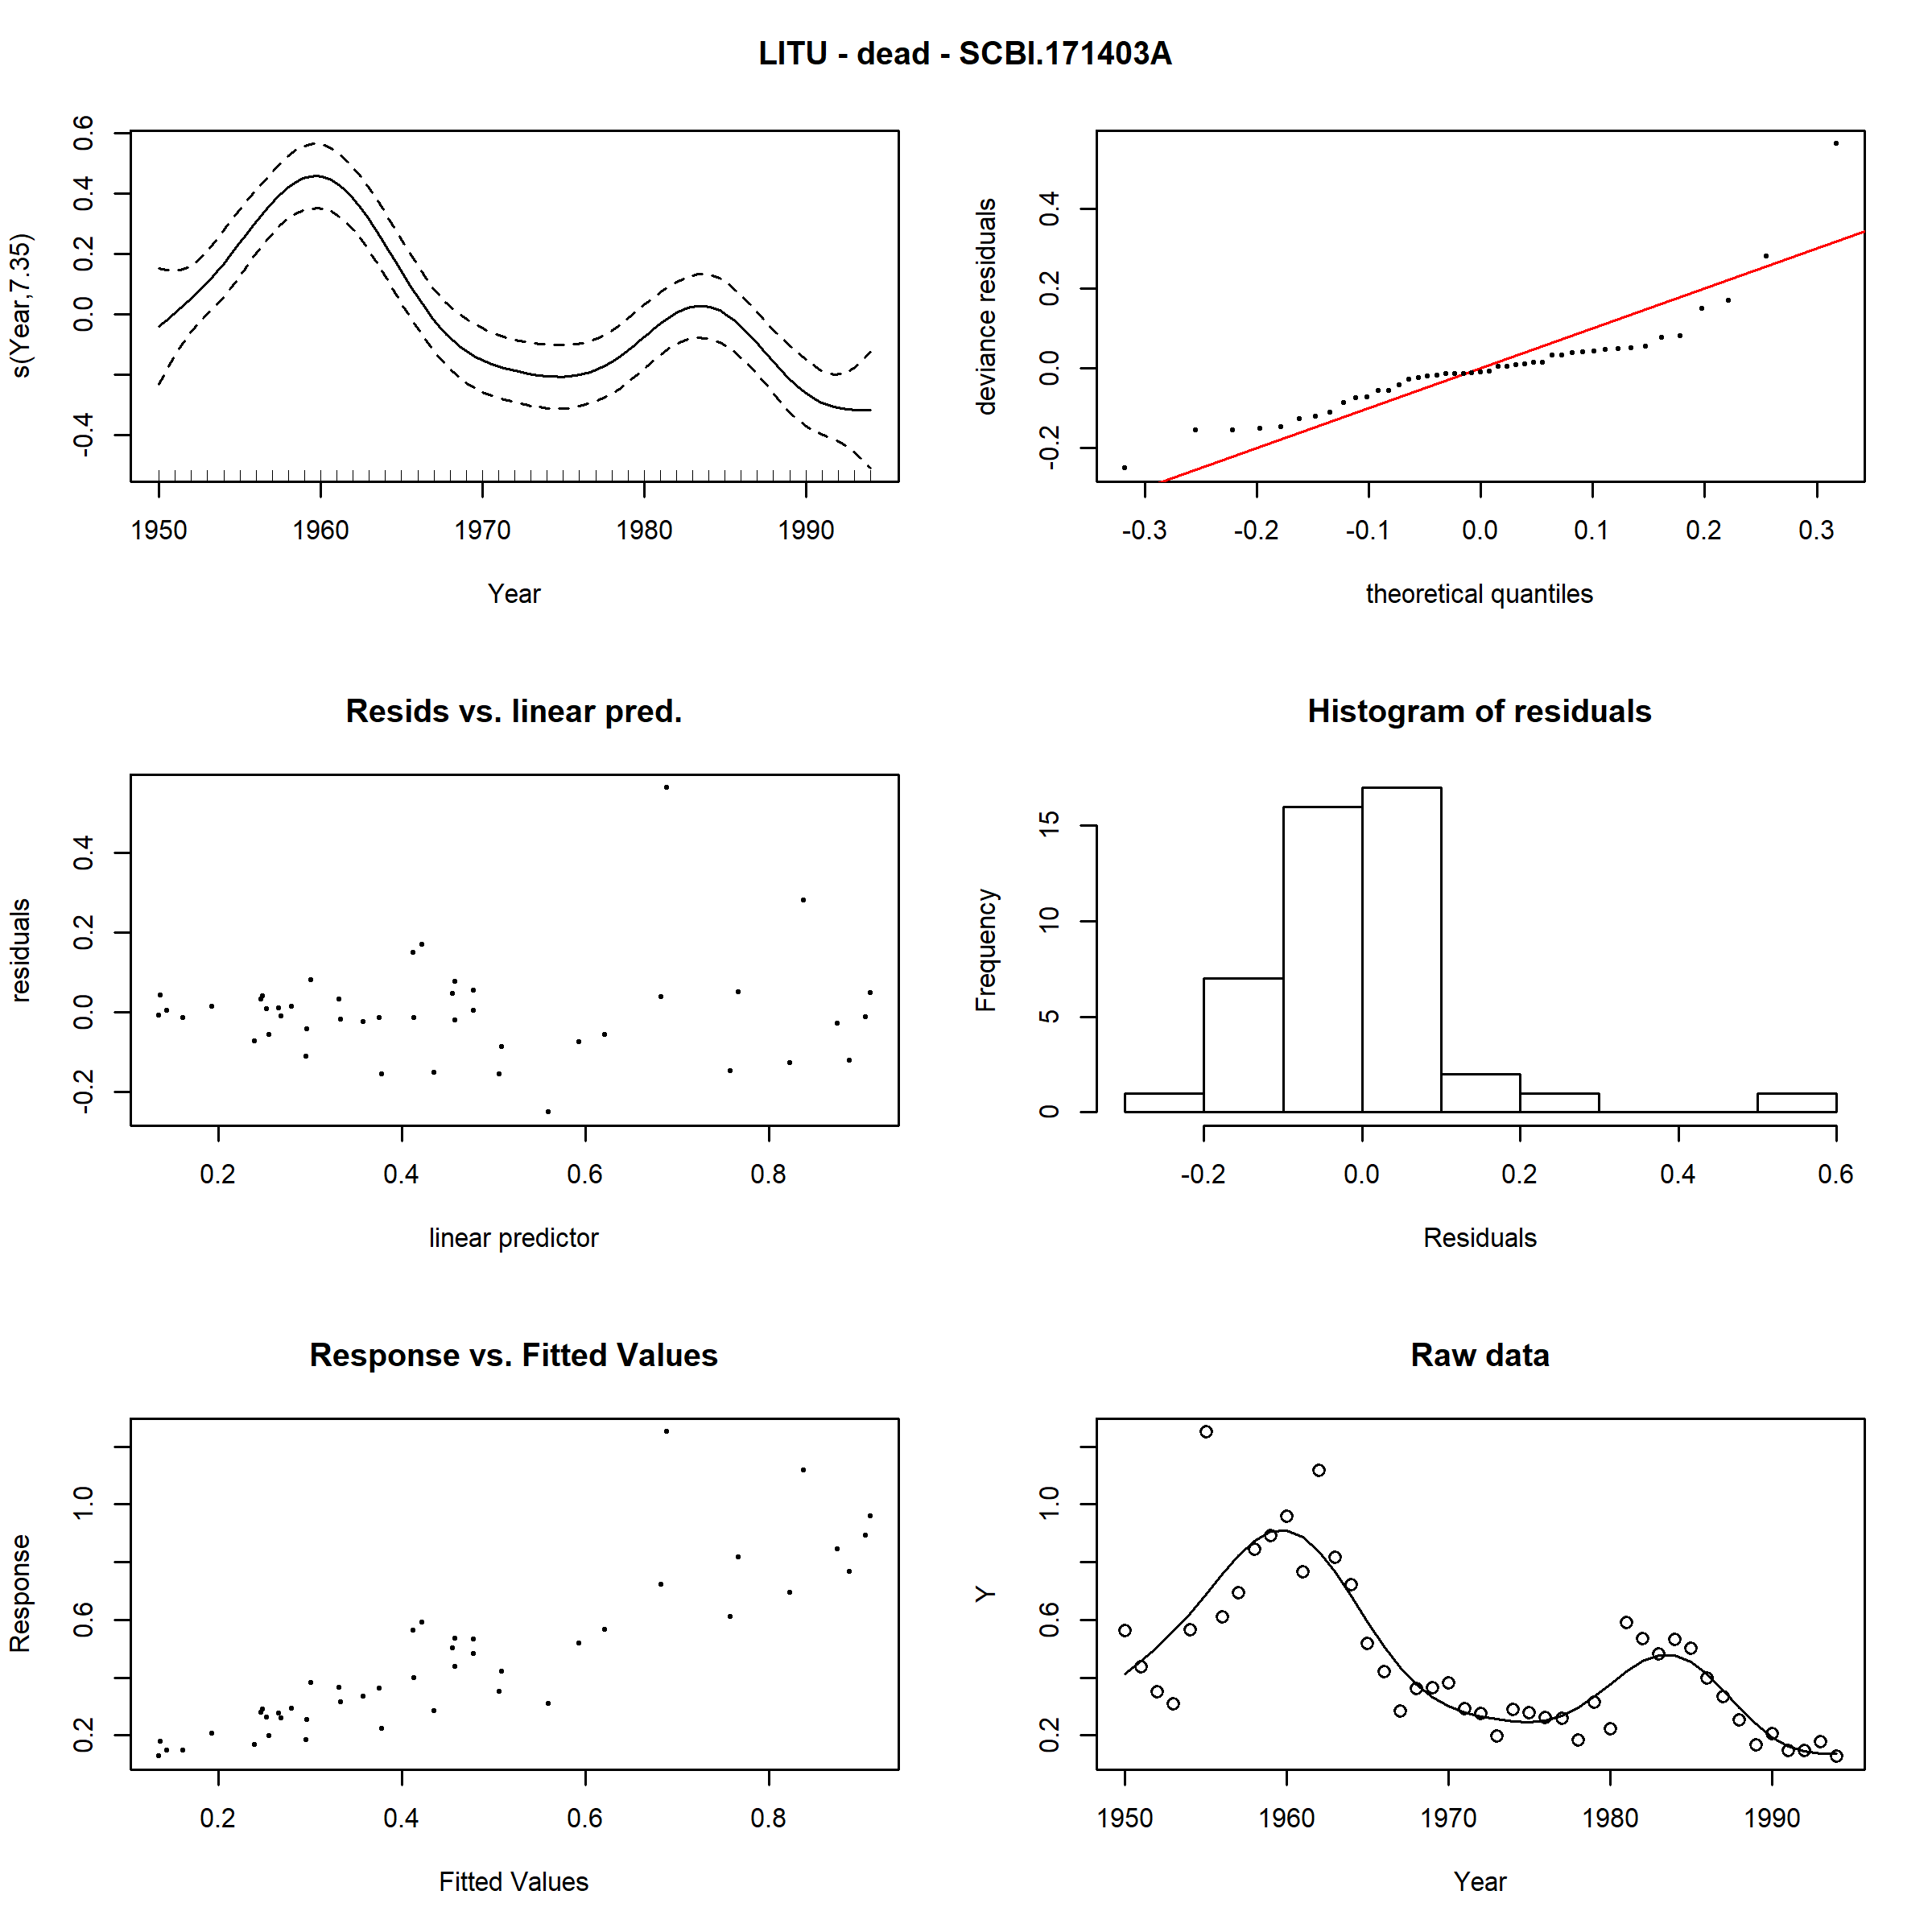 LITU - dead - SCBI.171403A
s(Year,7.35)
-0.4
0.0
0.2
0.4
0.6
1950 1960 1970 1980 1990
Year
deviance residuals
-0.2
0.0
0.2
0.4
-0.3 -0.2 -0.1 0.0 0.1 0.2 0.3
theoretical quantiles
Resids vs. linear pred.
residuals
-0.2
0.0
0.2
0.4
0.2 0.4 0.6 0.8
linear predictor
Histogram of residuals
Frequency
0
5
10
15
-0.2 0.0 0.2 0.4 0.6
Residuals
Response vs. Fitted Values
Response
0.2
0.6
1.0
0.2 0.4 0.6 0.8
Fitted Values
Raw data
Y
0.2
0.6
1.0
1950 1960 1970 1980 1990
Year